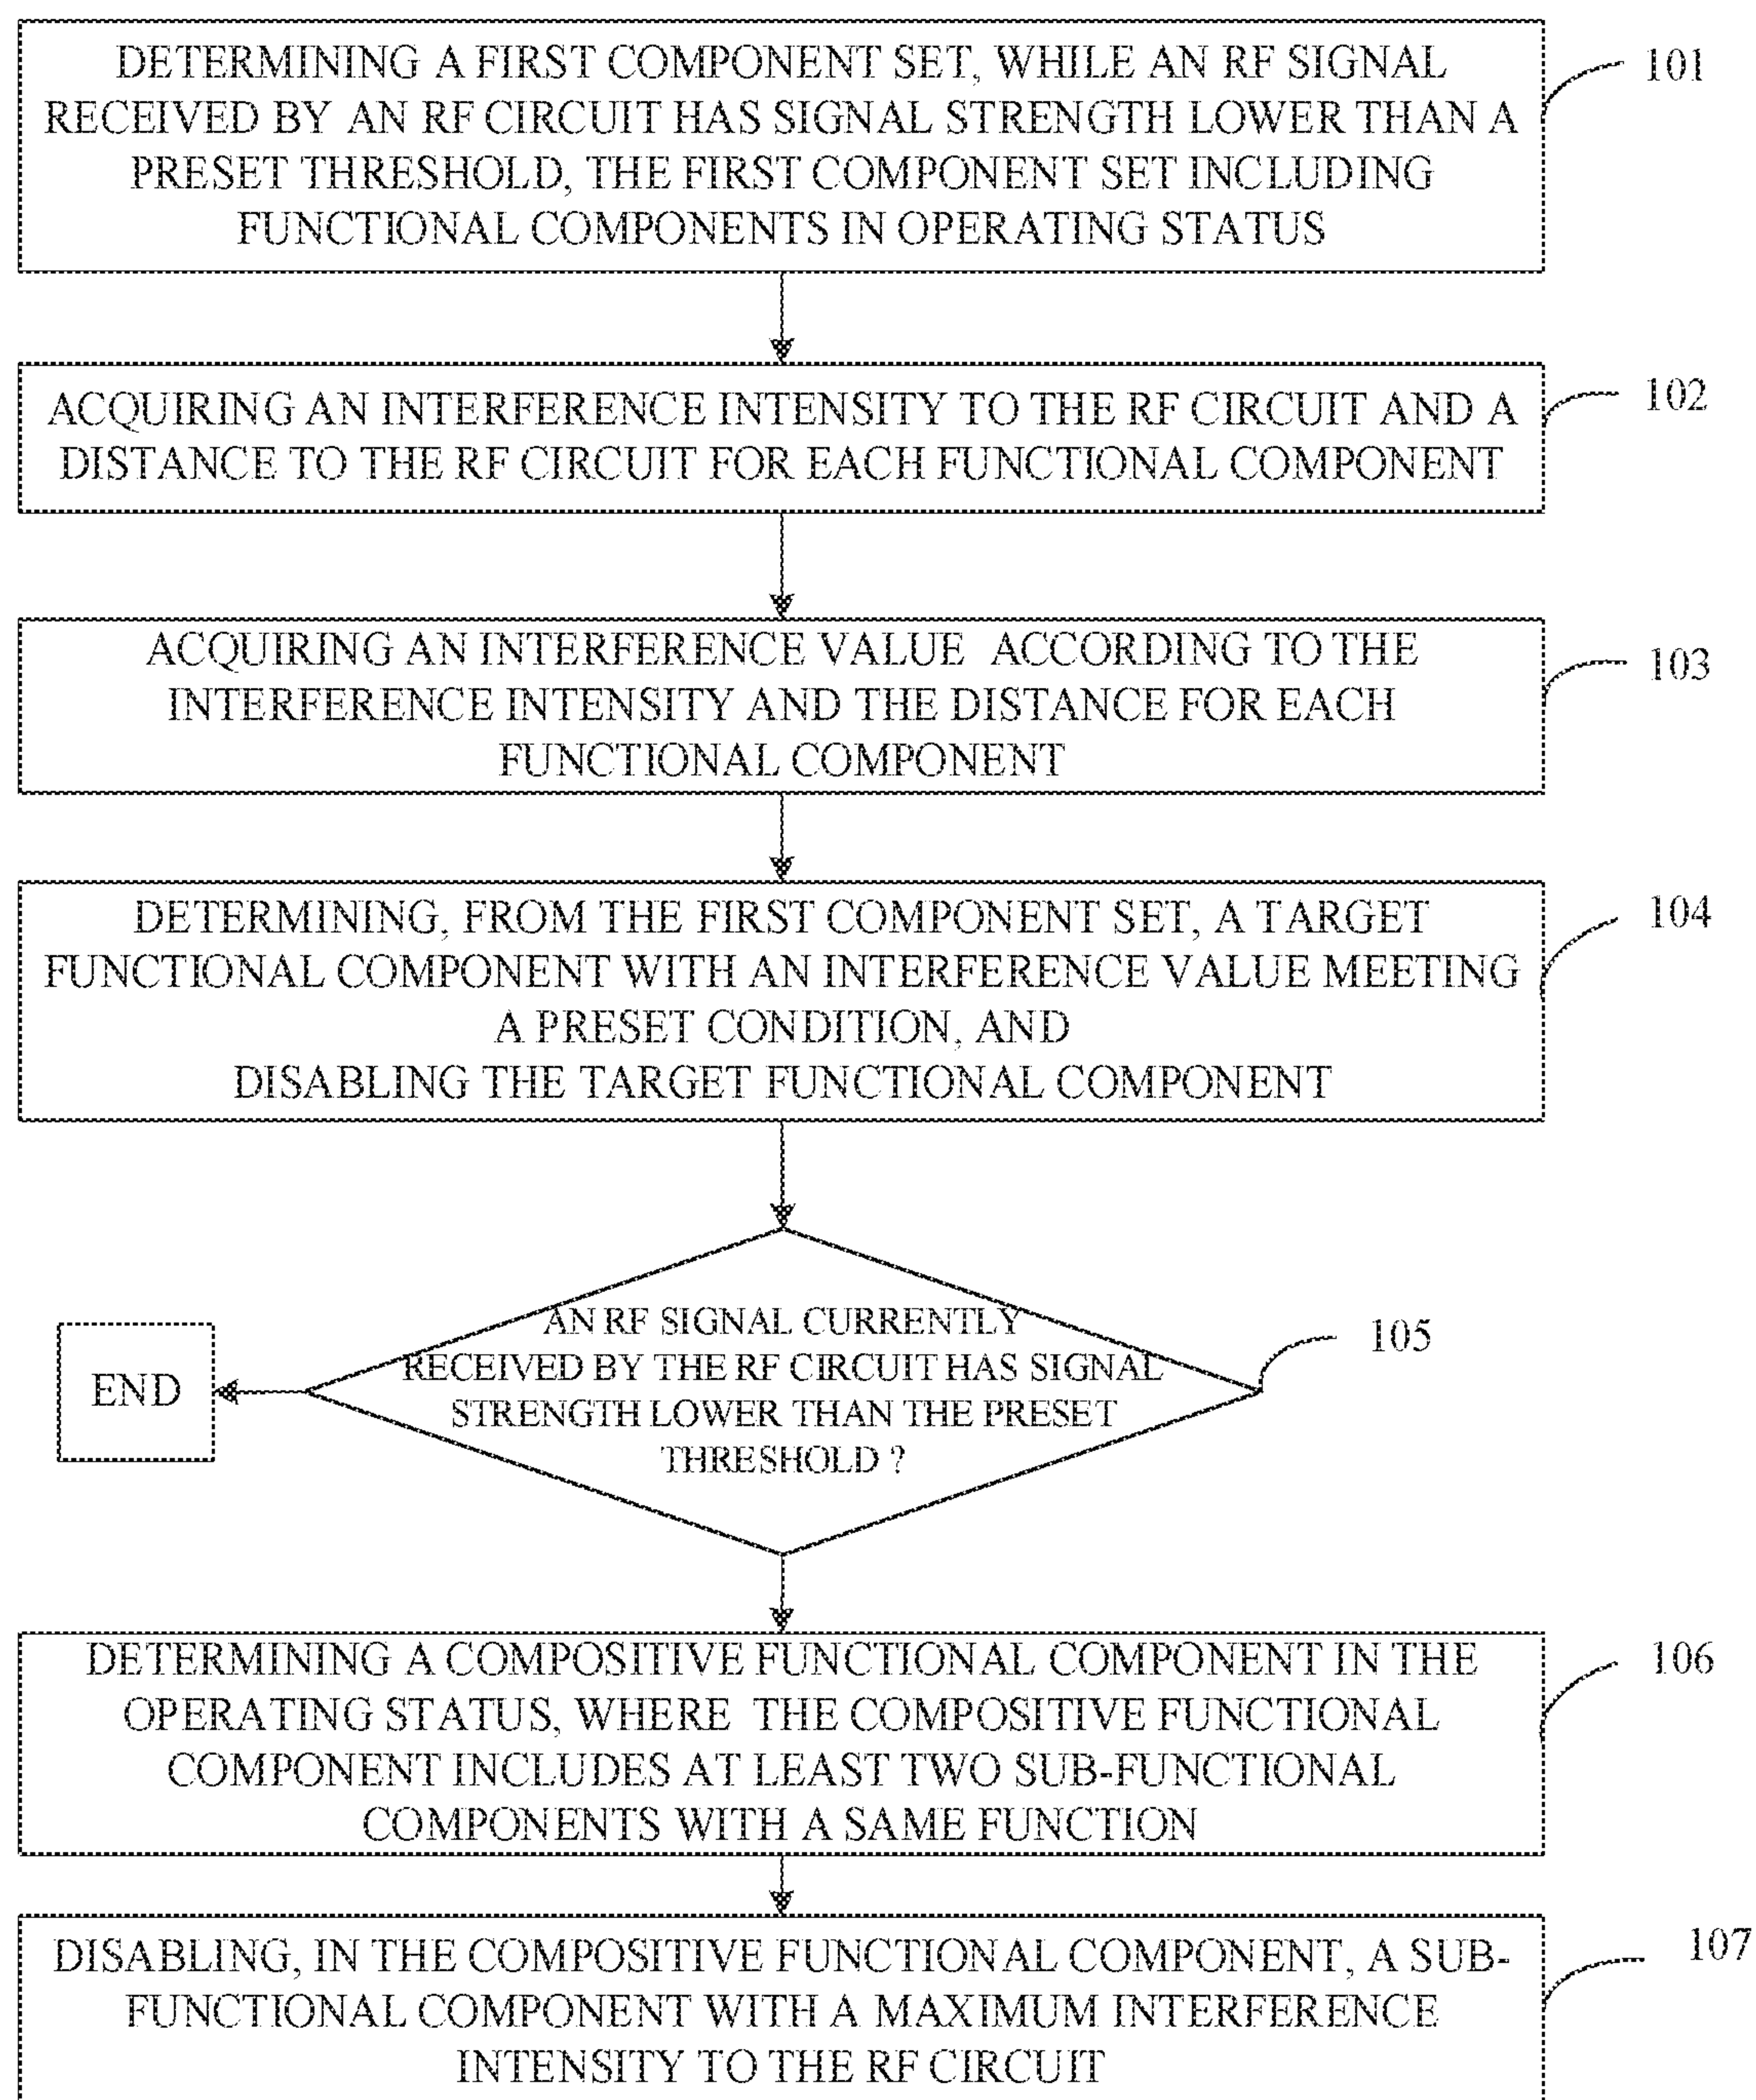 DETERMINING A FIRST COMPONENT SET, WHILE AN RF SIGNAL
RECEIVED BY AN RF CIRCUIT HAS SIGNAL STRENGTH LOWER THAN A
PRESET THRESHOLD, THE FIRST COMPONENT SET INCLUDING
FUNCTIONAL COMPONENTS IN OPERATING STATUS
101
ACQUIRING AN INTERFERENCE INTENSITY TO THE RF CIRCUIT AND A
DISTANCE TO THE RF CIRCUIT FOR EACH FUNCTIONAL COMPONENT
102
ACQUIRING AN INTERFERENCE VALUE ACCORDING TO THE
INTERFERENCE INTENSITY AND THE DISTANCE FOR EACH
FUNCTIONAL COMPONENT
103
DETERMINING, FROM THE FIRST COMPONENT SET, A TARGET
FUNCTIONAL COMPONENT WITH AN INTERFERENCE VALUE MEETING
A PRESET CONDITION, AND
DISABLING THE TARGET FUNCTIONAL COMPONENT
104
AN RF SIGNAL CURRENTLY
RECEIVED BY THE RF CIRCUIT HAS SIGNAL
STRENGTH LOWER THAN THE PRESET
THRESHOLD ?
105
END
DETERMINING A COMPOSITIVE FUNCTIONAL COMPONENT IN THE
OPERATING STATUS, WHERE THE COMPOSITIVE FUNCTIONAL
COMPONENT INCLUDES AT LEAST TWO SUB-FUNCTIONAL
COMPONENTS WITH A SAME FUNCTION
106
DISABLING, IN THE COMPOSITIVE FUNCTIONAL COMPONENT, A SUB-
FUNCTIONAL COMPONENT WITH A MAXIMUM INTERFERENCE
INTENSITY TO THE RF CIRCUIT
107